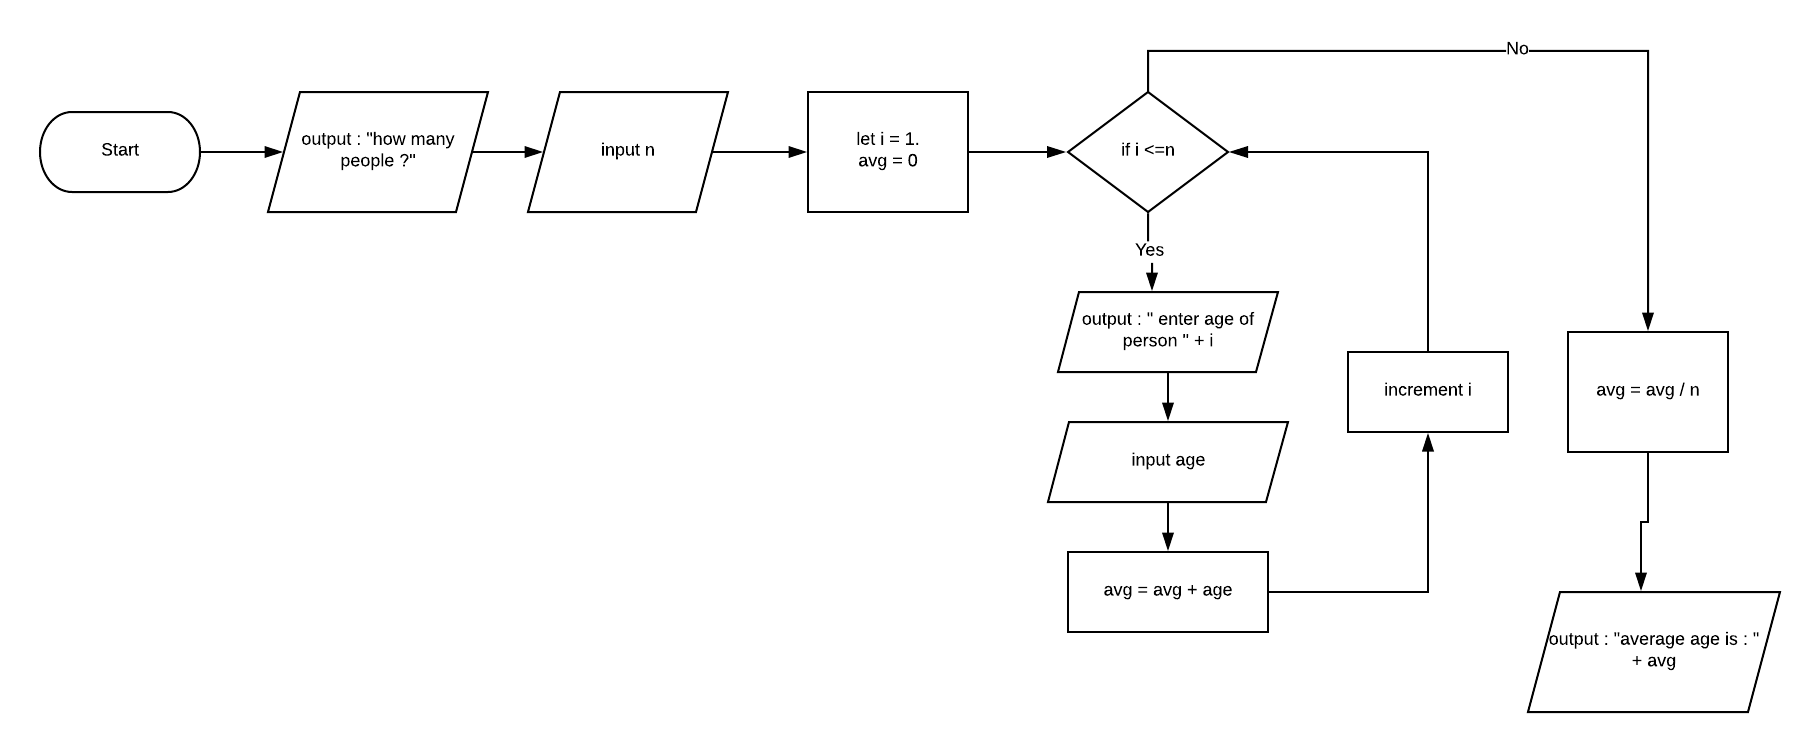 Start
output : "how many
people ?"
input n
let i = 1.
avg = 0
if i <=n
No
Yes
output : " enter age of
person " + i
input age
avg = avg + age
increment i
avg = avg / n
output : "average age is : "
+ avg